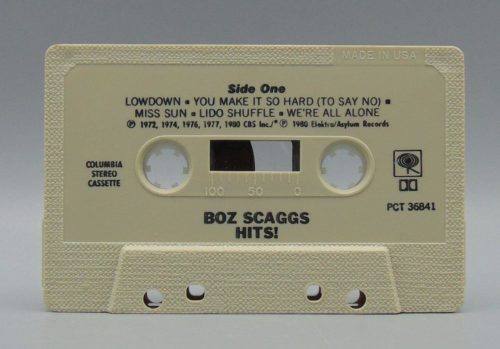 MADE IN USA
Side One
LOWDOWN ▪ YOU MAKE IT SO HARD (TO SAY NO) ▪
MISS SUN ▪ LIDO SHUFFLE ▪ WE'RE ALL ALONE
℗ 1972, 1974, 1976, 1977, 1980 CBS Inc./* ℗ 1980 Elektra/Asylum Records
COLUMBIA
STEREO
CASSETTE
100 50 0
PCT 36841
BOZ SCAGGS
HITS!